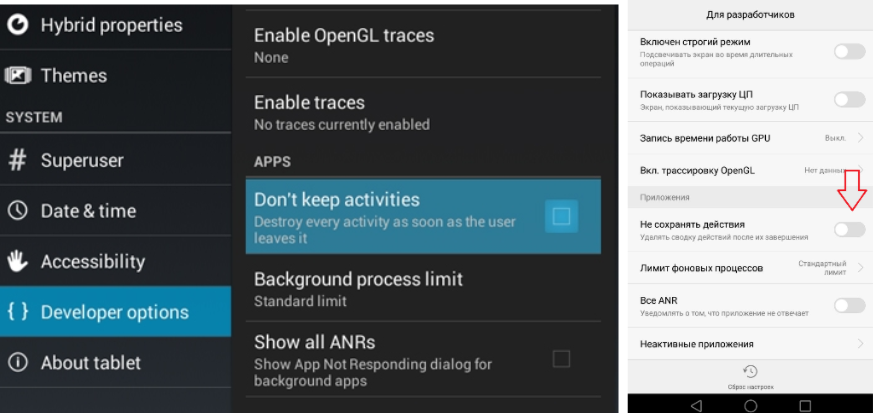 Hybrid properties
Themes
SYSTEM
# Superuser
Date & time
Accessibility
{ } Developer options
About tablet
Enable OpenGL traces
None
Enable traces
No traces currently enabled
APPS
Don't keep activities
Destroy every activity as soon as the user
leaves it
Background process limit
Standard limit
Show all ANRs
Show App Not Responding dialog for
background apps
Для разработчиков
Включен строгий режим
Подсвечивать экран во время длительных
операций
Показывать загрузку ЦП
Экран, показывающий текущую загрузку ЦП
Запись времени работы GPU
Выкл.
Вкл. трассировку OpenGL
Нет данных
Приложения
Не сохранять действия
Удалять сводку действий после их завершения
Лимит фоновых процессов
Стандартный
лимит
Все ANR
Уведомлять о том, что приложение не отвечает
Неактивные приложения
Сброс настроек